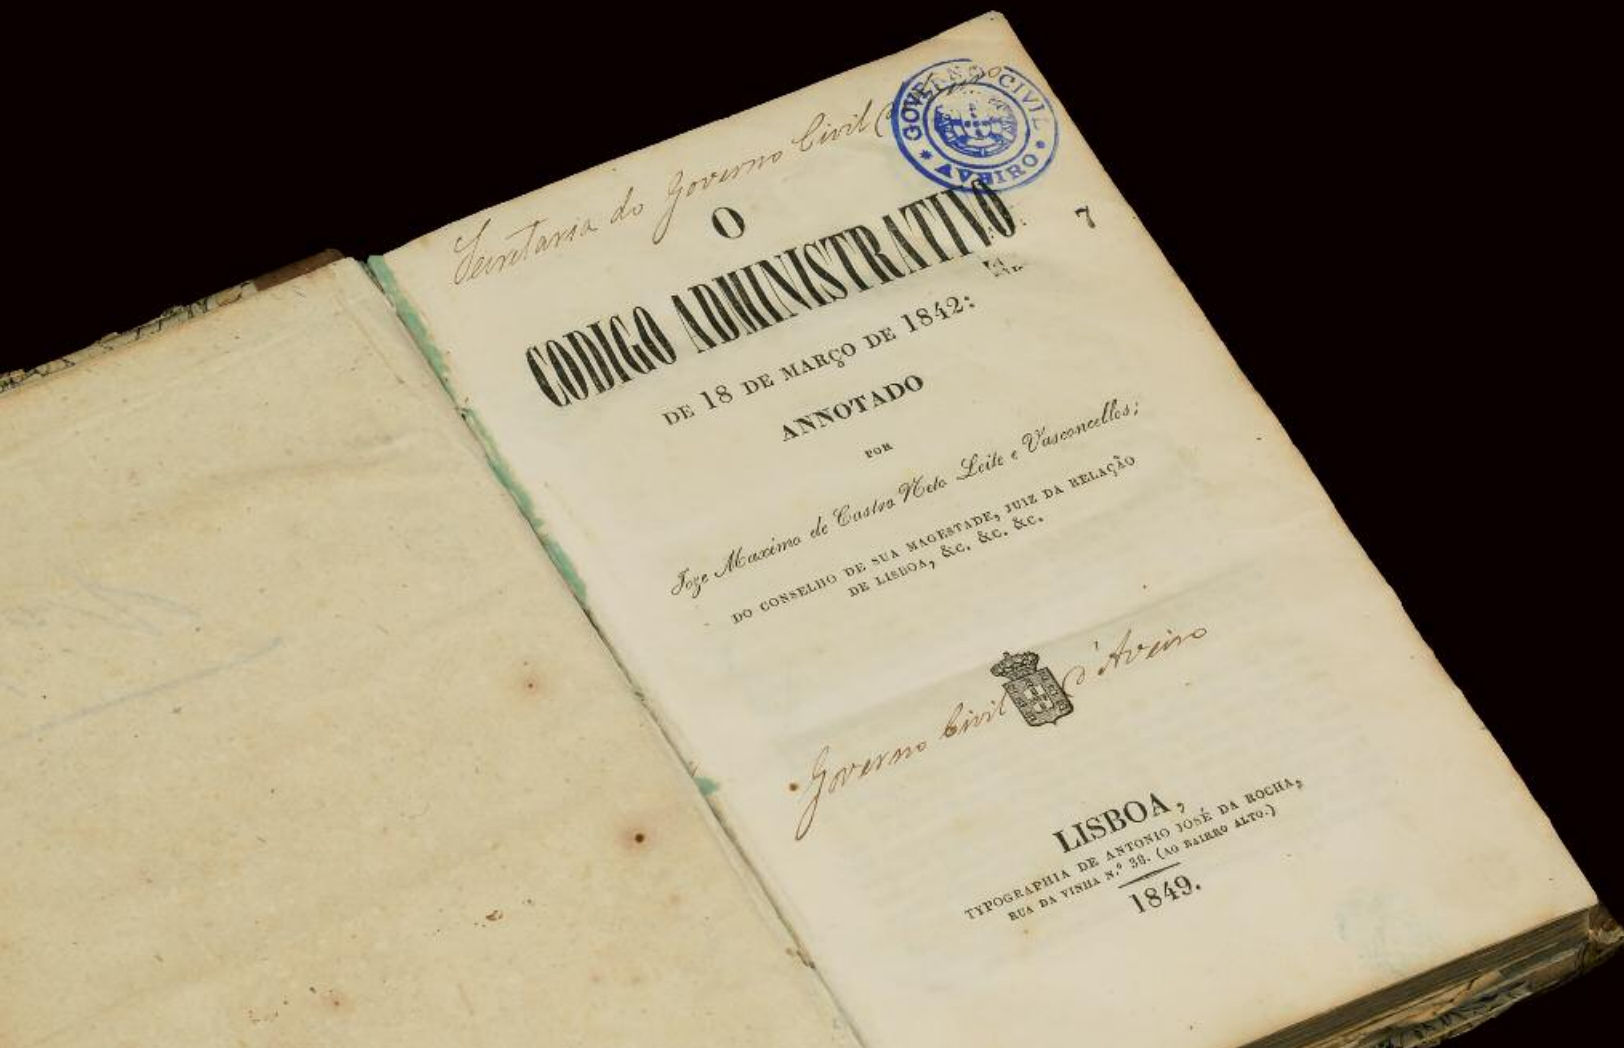 Secretaria do Governo Civil
GOVERNO CIVIL
* AVEIRO *
7
O
CODIGO ADMINISTRATIVO
DE 18 DE MARÇO DE 1842:
ANNOTADO
POR
Joze Maximo de Castro Neto Leite e Vasconcellos;
DO CONSELHO DE SUA MAGESTADE, JUIZ DA RELAÇÃO
DE LISBOA, &c. &c. &c.
Governo Civil d'Aveiro
LISBOA,
TYPOGRAPHIA DE ANTONIO JOSÉ DA ROCHA,
RUA DA VINHA N.º 36. (AO BAIRRO ALTO.)
1849.